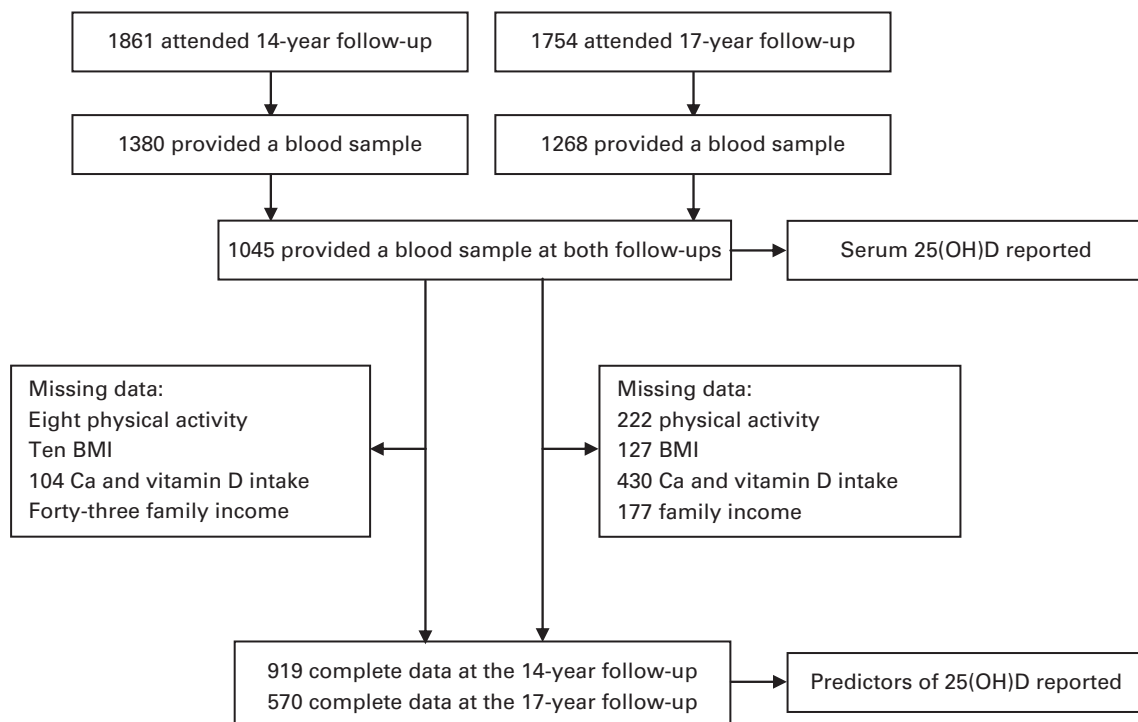 1861 attended 14-year follow-up
1754 attended 17-year follow-up
1380 provided a blood sample
1268 provided a blood sample
1045 provided a blood sample at both follow-ups
Serum 25(OH)D reported
Missing data:
Eight physical activity
Ten BMI
104 Ca and vitamin D intake
Forty-three family income
Missing data:
222 physical activity
127 BMI
430 Ca and vitamin D intake
177 family income
919 complete data at the 14-year follow-up
570 complete data at the 17-year follow-up
Predictors of 25(OH)D reported